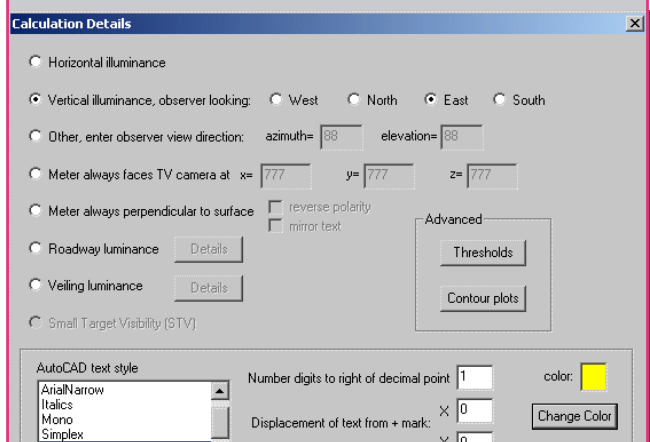 Calculation Details
Horizontal illuminance
Vertical illuminance, observer looking: West North East South
Other, enter observer view direction: azimuth= 88 elevation= 88
Meter always faces TV camera at x= 777 y= 777 z= 777
Meter always perpendicular to surface reverse polarity
mirror text
Advanced
Roadway luminance Details Thresholds
Veiling luminance Details Contour plots
Small Target Visibility (STV)
AutoCAD text style
Number digits to right of decimal point 1 color:
ArialNarrow
Italics
Mono
Simplex
Displacement of text from + mark: X 0 Change Color
Y 0